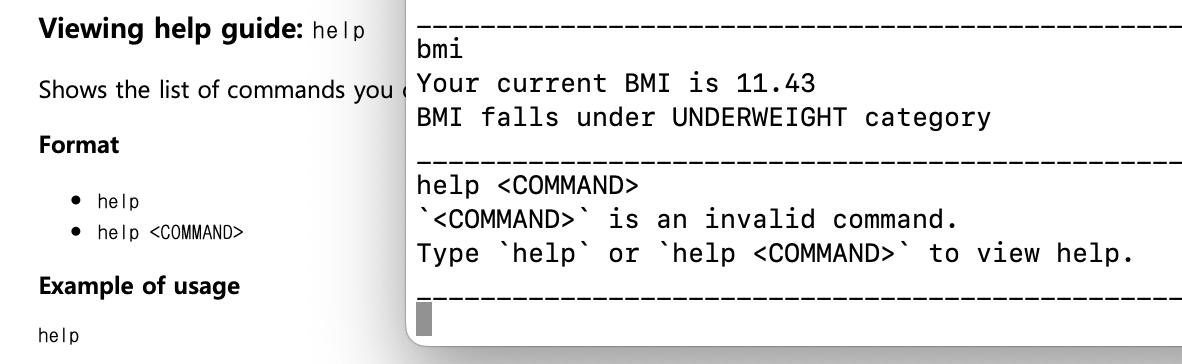 Viewing help guide: help
Shows the list of commands you
Format
help
help <COMMAND>
Example of usage
help
bmi
Your current BMI is 11.43
BMI falls under UNDERWEIGHT category
help <COMMAND>
`<COMMAND>` is an invalid command.
Type `help` or `help <COMMAND>` to view help.